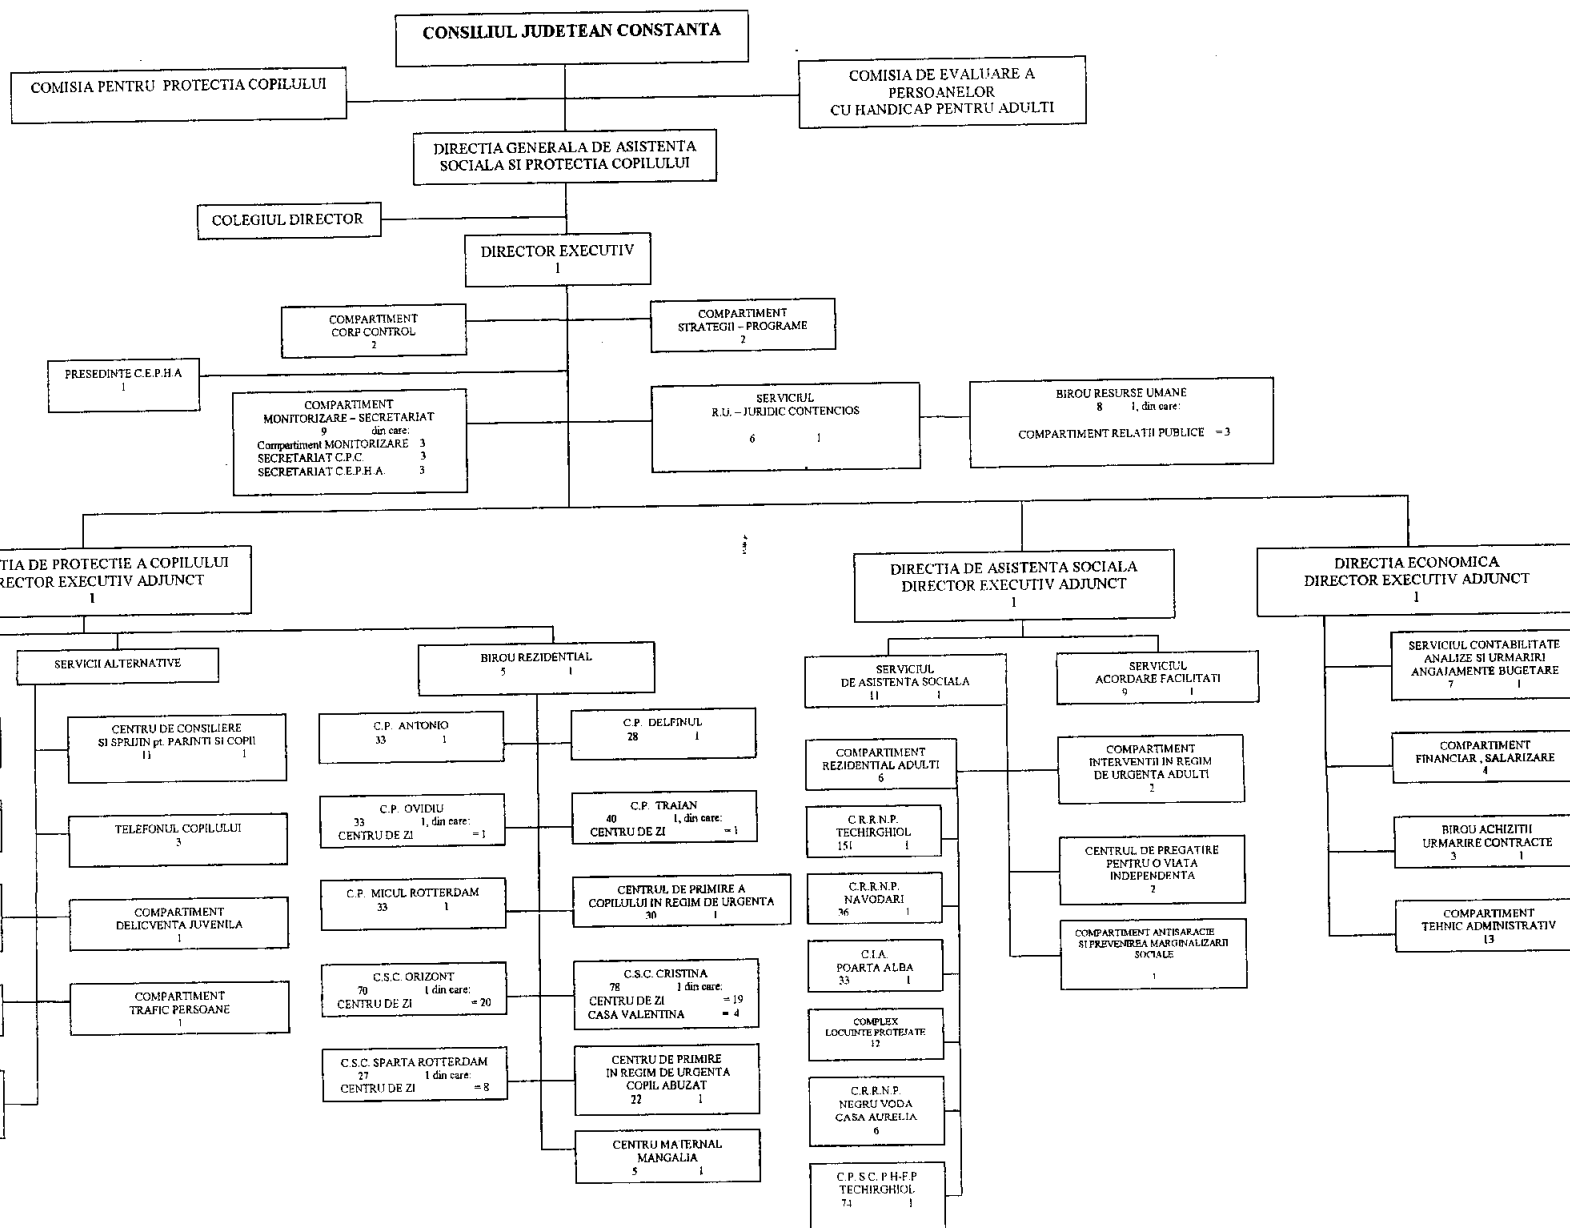 CONSILIUL JUDETEAN CONSTANTA
COMISIA PENTRU PROTECTIA COPILULUI
COMISIA DE EVALUARE A
PERSOANELOR
CU HANDICAP PENTRU ADULTI
DIRECTIA GENERALA DE ASISTENTA
SOCIALA SI PROTECTIA COPILULUI
COLEGIUL DIRECTOR
DIRECTOR EXECUTIV
1
COMPARTIMENT
CORP CONTROL
2
COMPARTIMENT
STRATEGII – PROGRAME
2
PRESEDINTE C.E.P.H.A
1
COMPARTIMENT
MONITORIZARE – SECRETARIAT
9 din care:
Compartiment MONITORIZARE 3
SECRETARIAT C.P.C. 3
SECRETARIAT C.E.P.H.A. 3
SERVICIUL
R.U. – JURIDIC CONTENCIOS
6 1
BIROU RESURSE UMANE
8 1, din care:
COMPARTIMENT RELATII PUBLICE = 3
TIA DE PROTECTIE A COPILULUI
RECTOR EXECUTIV ADJUNCT
1
DIRECTIA DE ASISTENTA SOCIALA
DIRECTOR EXECUTIV ADJUNCT
1
DIRECTIA ECONOMICA
DIRECTOR EXECUTIV ADJUNCT
1
SERVICII ALTERNATIVE
CENTRU DE CONSILIERE
SI SPRIJIN pt. PARINTI SI COPII
11 1
TELEFONUL COPILULUI
3
COMPARTIMENT
DELICVENTA JUVENILA
1
COMPARTIMENT
TRAFIC PERSOANE
1
BIROU REZIDENTIAL
5 1
C.P. ANTONIO
33 1
C.P. DELFINUL
28 1
C.P. OVIDIU
33 1, din care:
CENTRU DE ZI = 1
C.P. TRAIAN
40 1, din care:
CENTRU DE ZI = 1
C.P. MICUL ROTTERDAM
33 1
CENTRUL DE PRIMIRE A
COPILULUI IN REGIM DE URGENTA
30 1
C.S.C. ORIZONT
70 1 din care:
CENTRU DE ZI = 20
C.S.C. CRISTINA
78 1 din care:
CENTRU DE ZI = 19
CASA VALENTINA = 4
C.S.C. SPARTA ROTTERDAM
27 1 din care:
CENTRU DE ZI = 8
CENTRU DE PRIMIRE
IN REGIM DE URGENTA
COPIL ABUZAT
22 1
CENTRU MATERNAL
MANGALIA
5 1
SERVICIUL
DE ASISTENTA SOCIALA
11 1
SERVICIUL
ACORDARE FACILITATI
9 1
COMPARTIMENT
REZIDENTIAL ADULTI
6
COMPARTIMENT
INTERVENTII IN REGIM
DE URGENTA ADULTI
2
C.R.R.N.P.
TECHIRGHIOL
151 1
CENTRUL DE PREGATIRE
PENTRU O VIATA
INDEPENDENTA
2
C.R.R.N.P.
NAVODARI
36 1
COMPARTIMENT ANTISARACIE
SI PREVENIREA MARGINALIZARII
SOCIALE
1
C.I.A.
POARTA ALBA
33 1
COMPLEX
LOCUINTE PROTEJATE
12
C.R.R.N.P.
NEGRU VODA
CASA AURELIA
6
C.P. S.C. P H-F.P
TECHIRGHIOL
74 1
SERVICIUL CONTABILITATE
ANALIZE SI URMARIRI
ANGAJAMENTE BUGETARE
7 1
COMPARTIMENT
FINANCIAR , SALARIZARE
4
BIROU ACHIZITII
URMARIRE CONTRACTE
3 1
COMPARTIMENT
TEHNIC ADMINISTRATIV
13